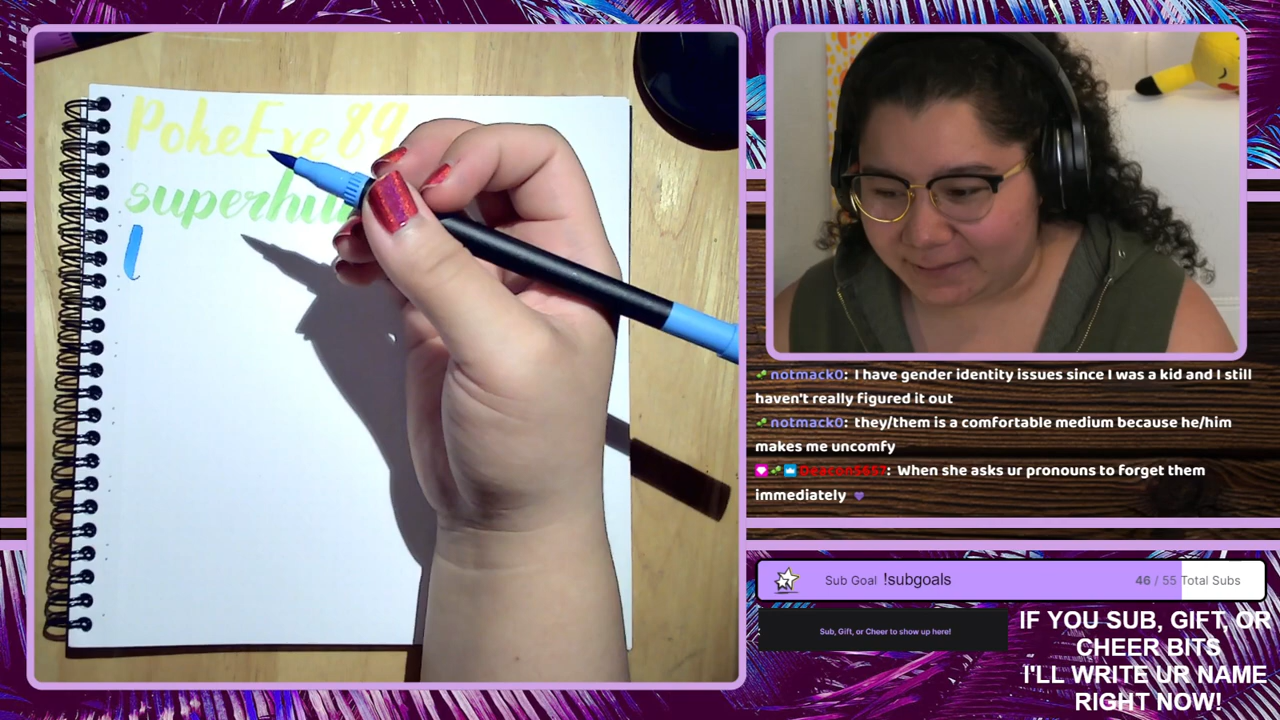 PokeExe89
superhu
l
notmack0: I have gender identity issues since I was a kid and I still
haven't really figured it out
notmack0: they/them is a comfortable medium because he/him
makes me uncomfy
Deacon5657: When she asks ur pronouns to forget them
immediately
Sub Goal !subgoals 46 / 55 Total Subs
Sub, Gift, or Cheer to show up here!
IF YOU SUB, GIFT, OR
CHEER BITS
I'LL WRITE UR NAME
RIGHT NOW!